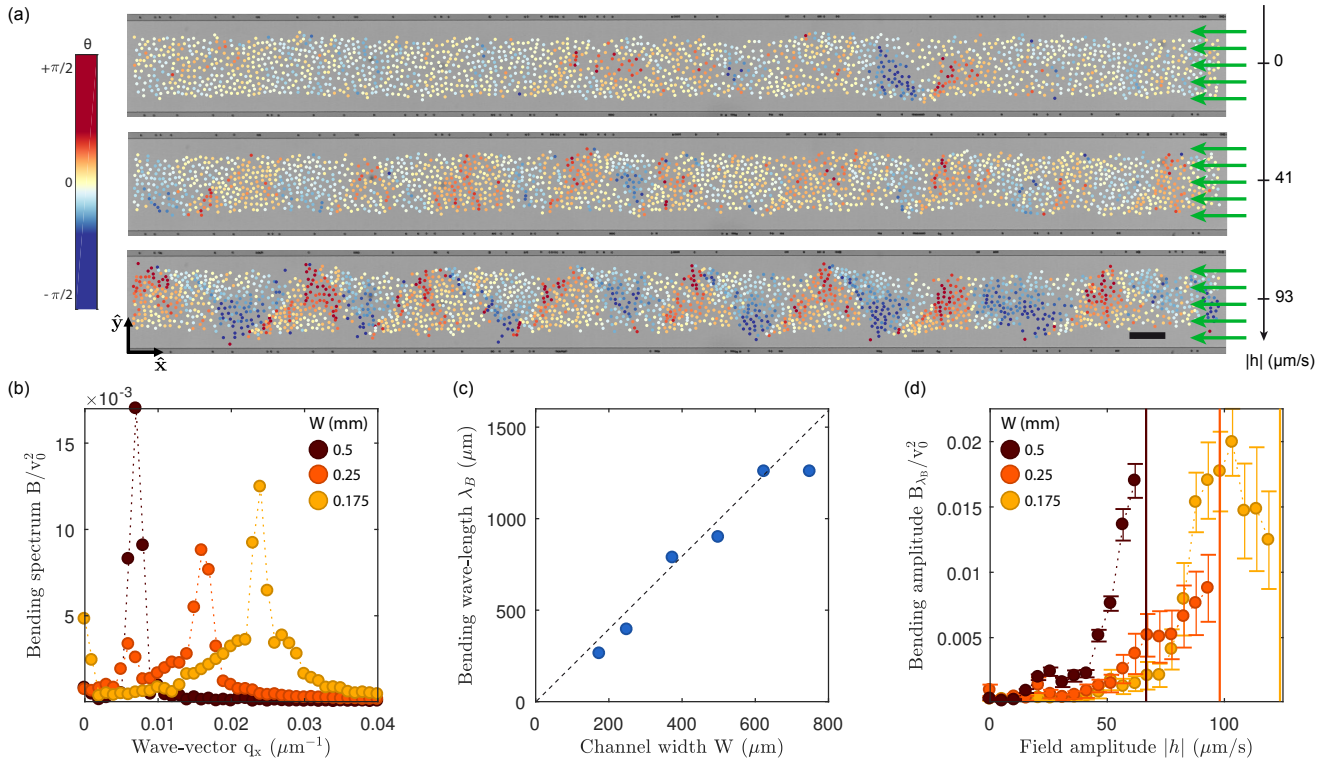 (a)
θ
+π/2
0
-π/2
ŷ
x̂
0
41
93
|h| (μm/s)
(b)
×10⁻³
Bending spectrum B/v₀²
15
10
5
0
0.01
0.02
0.03
0.04
Wave-vector qₓ (μm⁻¹)
W (mm)
0.5
0.25
0.175
(c)
Bending wave-length λ_B (μm)
1500
1000
500
0
0
200
400
600
800
Channel width W (μm)
(d)
Bending amplitude B_{λ_B}/v₀²
0.02
0.015
0.01
0.005
0
50
100
Field amplitude |h| (μm/s)
W (mm)
0.5
0.25
0.175